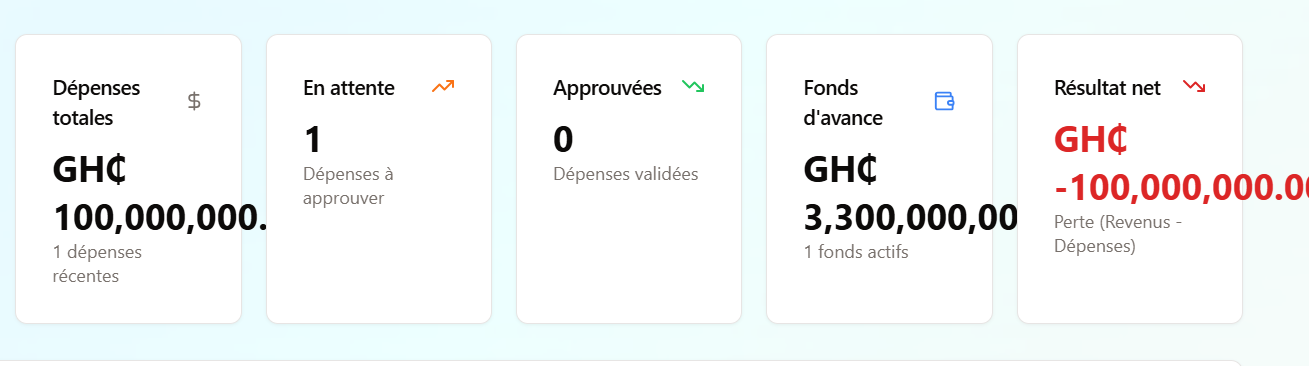 Dépenses
totales
GH₵
100,000,000.
1 dépenses
récentes
En attente
1
Dépenses à
approuver
Approuvées
0
Dépenses validées
Fonds
d'avance
GH₵
3,300,000,00
1 fonds actifs
Résultat net
GH₵
-100,000,000.00
Perte (Revenus -
Dépenses)